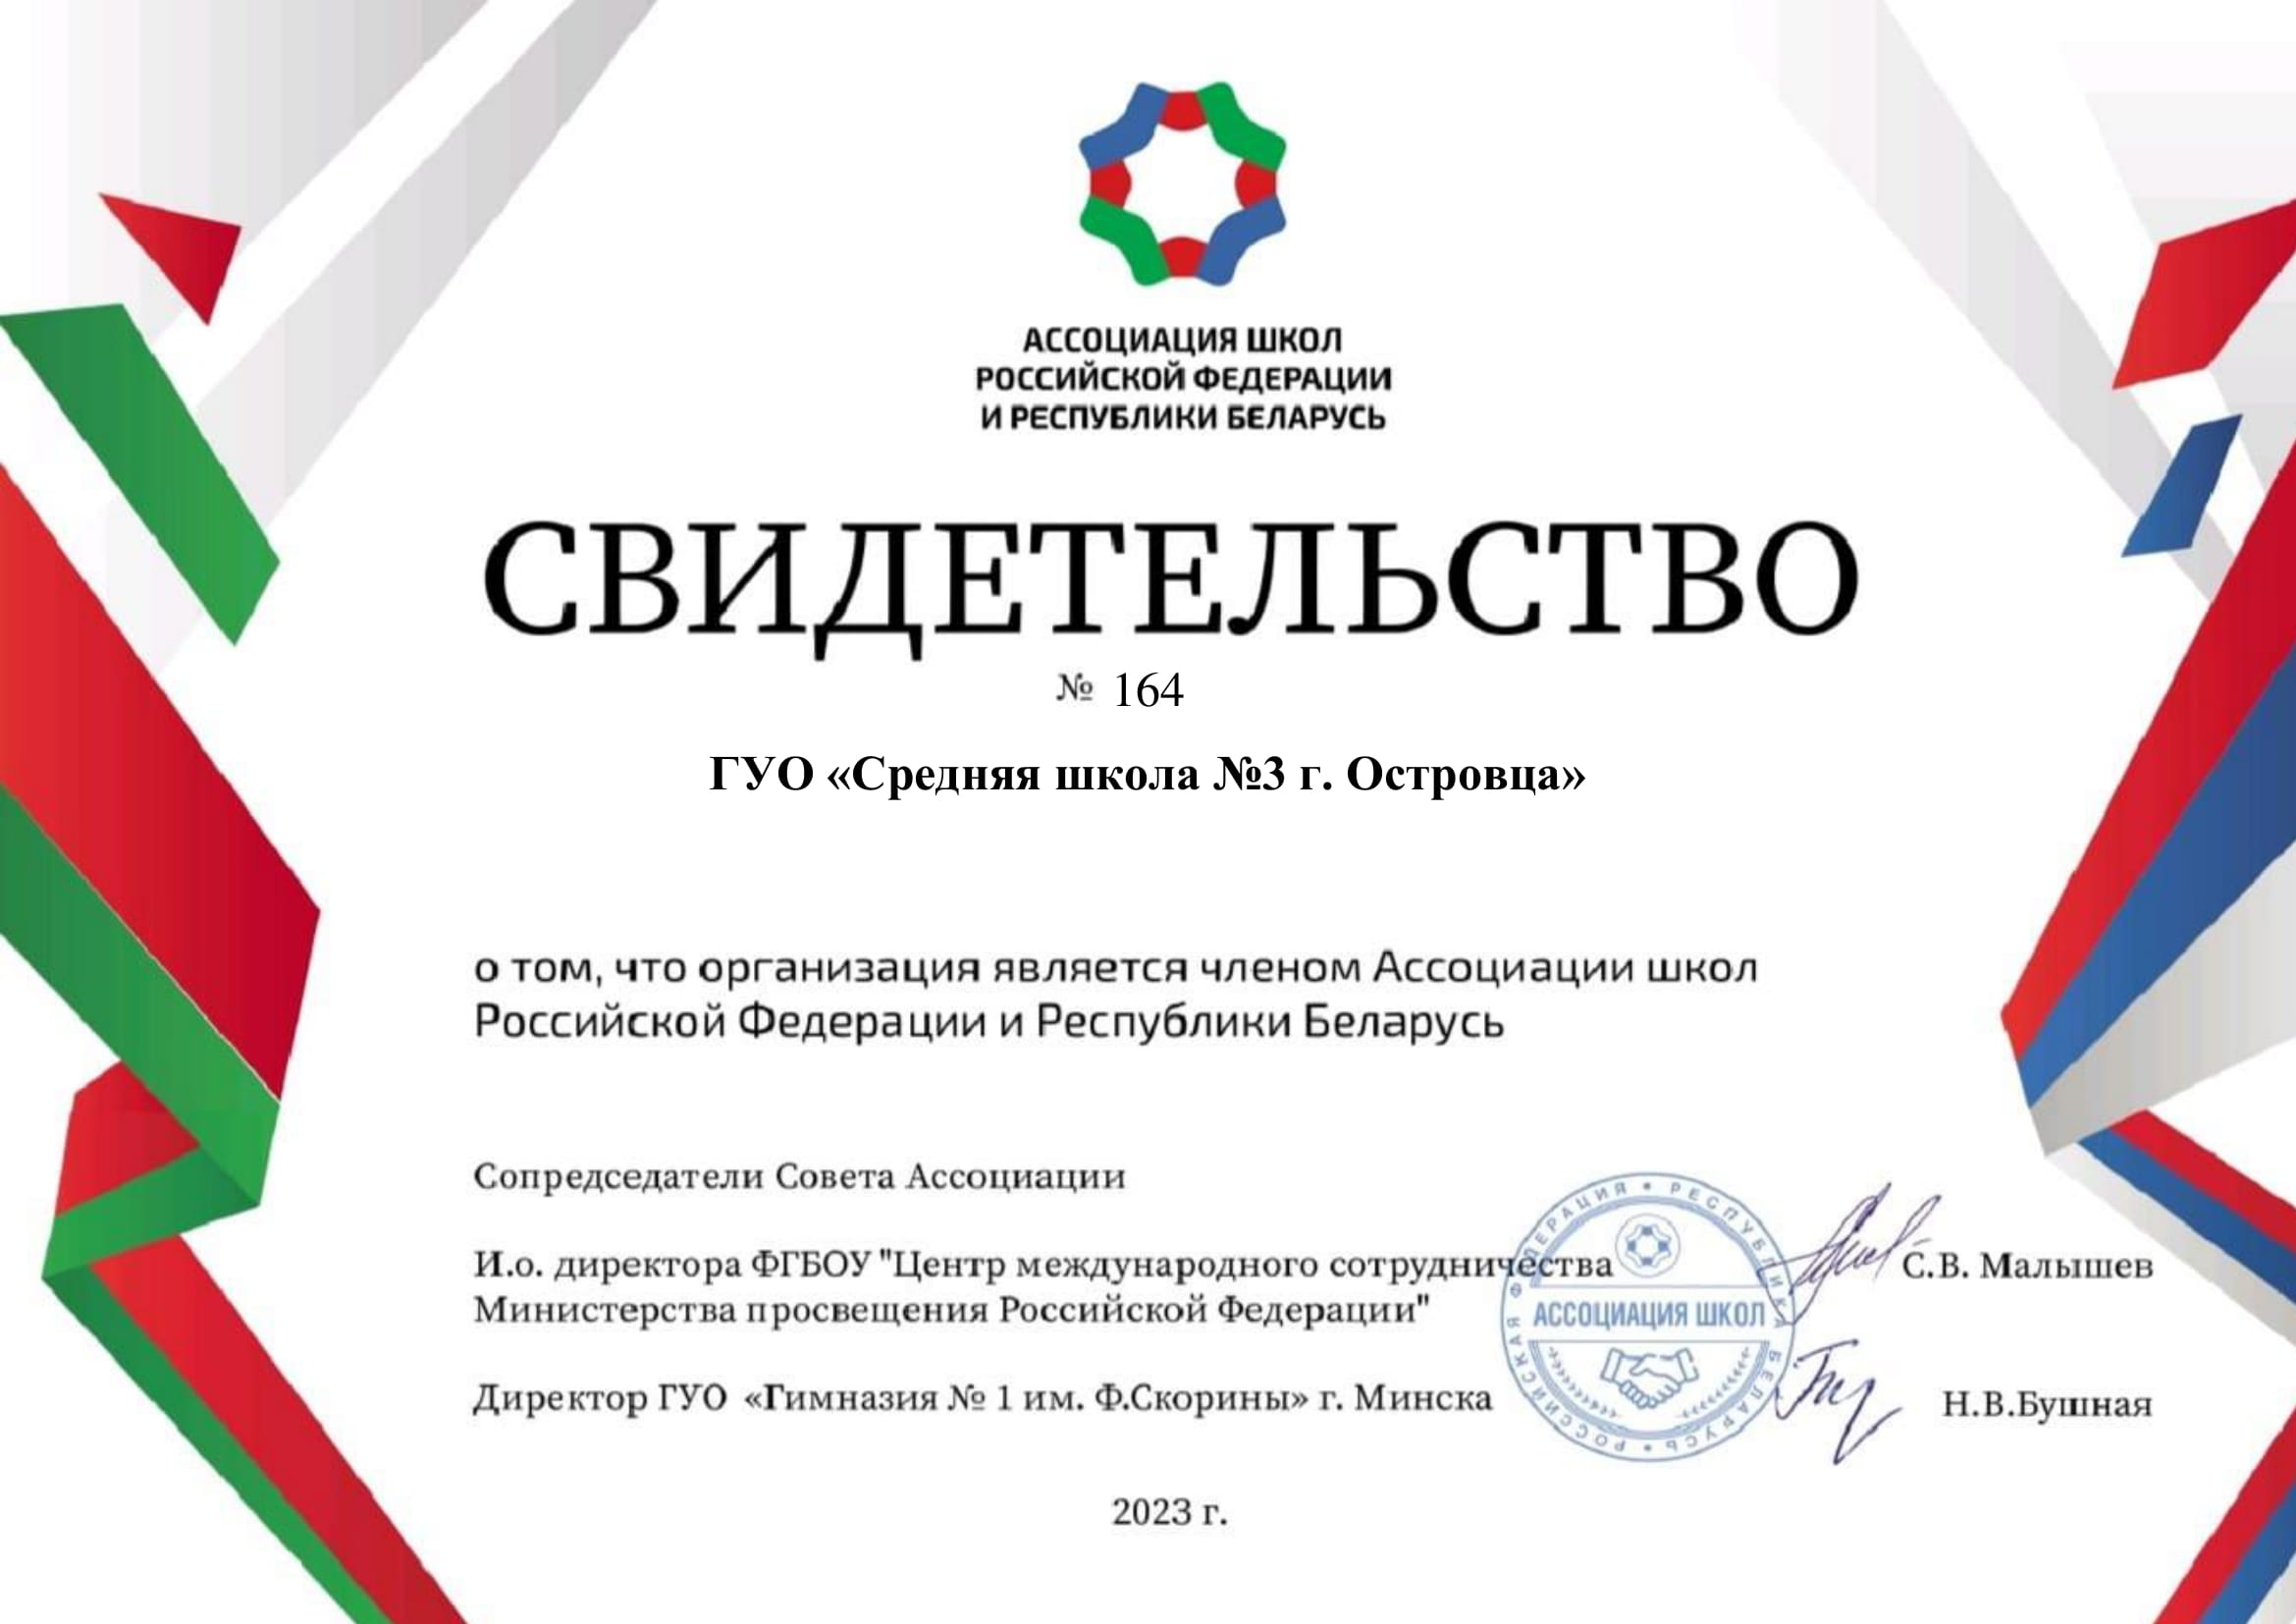 АССОЦИАЦИЯ ШКОЛ
РОССИЙСКОЙ ФЕДЕРАЦИИ
И РЕСПУБЛИКИ БЕЛАРУСЬ
СВИДЕТЕЛЬСТВО
№ 164
ГУО «Средняя школа №3 г. Островца»
о том, что организация является членом Ассоциации школ
Российской Федерации и Республики Беларусь
Сопредседатели Совета Ассоциации
И.о. директора ФГБОУ "Центр международного сотрудничества
Министерства просвещения Российской Федерации"
С.В. Малышев
Директор ГУО «Гимназия № 1 им. Ф.Скорины» г. Минска
Н.В.Бушная
РОССИЙСКАЯ ФЕДЕРАЦИЯ • РЕСПУБЛИКА БЕЛАРУСЬ •
АССОЦИАЦИЯ ШКОЛ
2023 г.